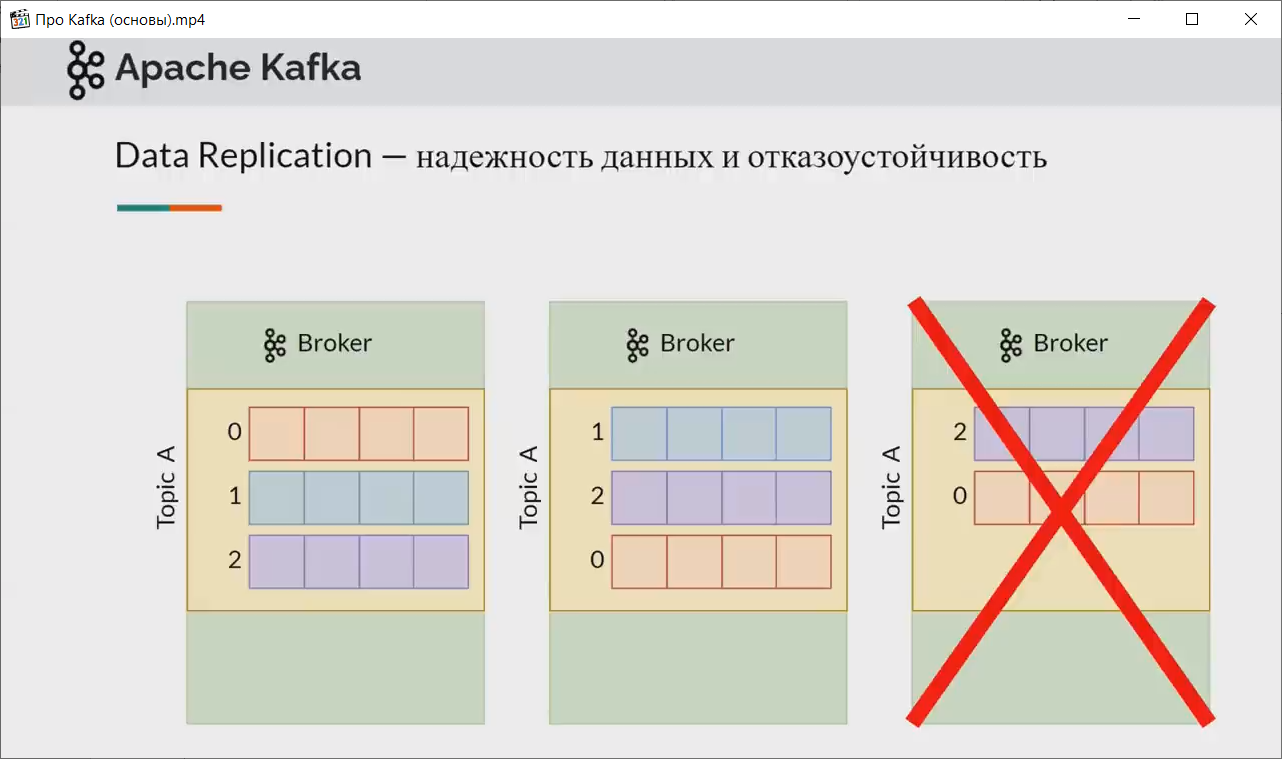 Про Kafka (основы).mp4
Apache Kafka
Data Replication — надежность данных и отказоустойчивость
Broker
Topic A
0
1
2
Broker
Topic A
1
2
0
Broker
Topic A
2
0